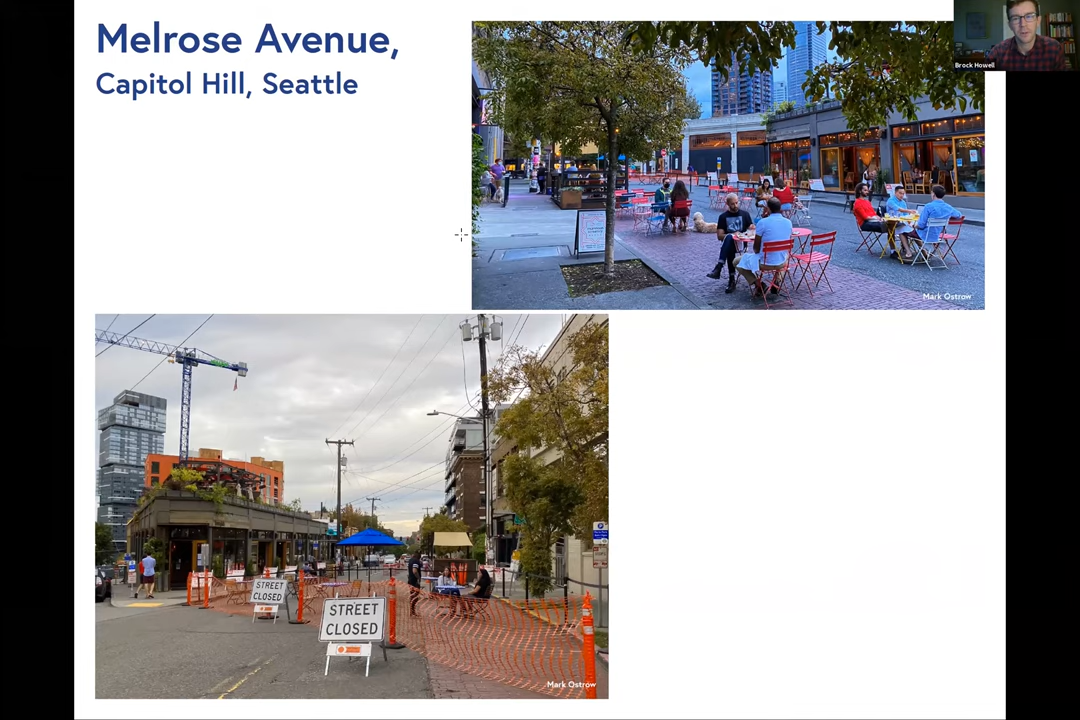 Melrose Avenue,
Capitol Hill, Seattle
Brock Howell
Mark Ostrow
STREET
CLOSED
STREET
CLOSED
Mark Ostrow